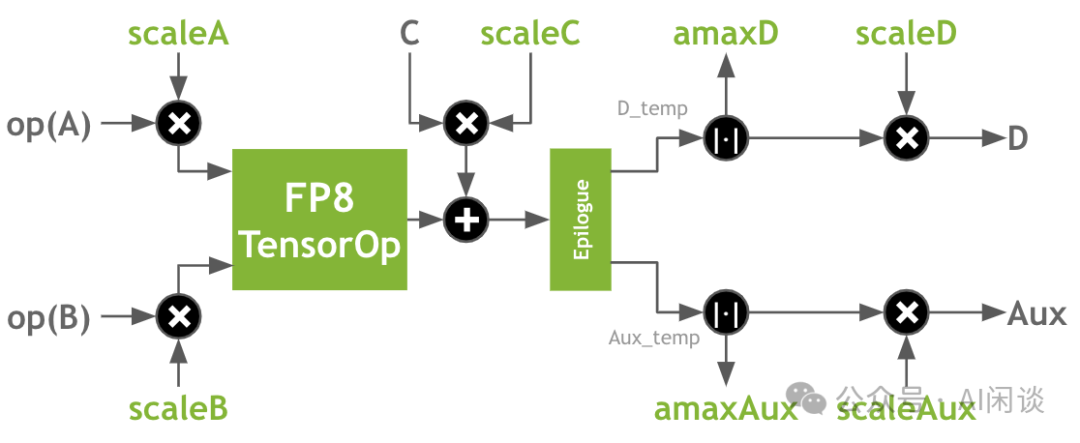 scaleA
C
scaleC
amaxD
scaleD
op(A)
D_temp
D
FP8
TensorOp
Epilogue
op(B)
Aux_temp
Aux
scaleB
amaxAux
scaleAux
公众号 · AI闲谈